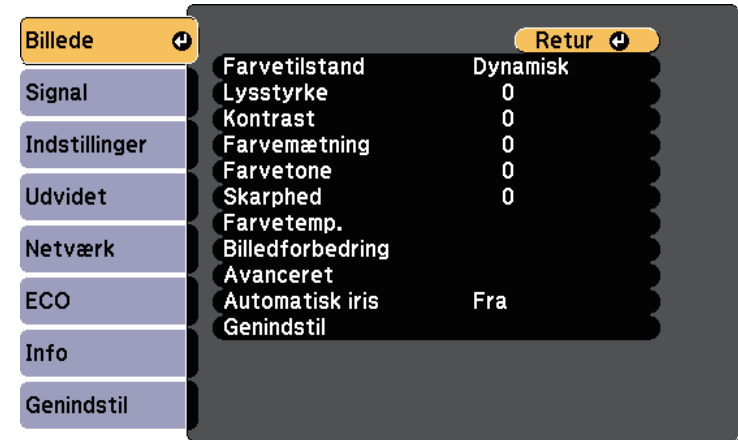 Billede
Signal
Indstillinger
Udvidet
Netværk
ECO
Info
Genindstil
Retur
Farvetilstand Dynamisk
Lysstyrke 0
Kontrast 0
Farvemætning 0
Farvetone 0
Skarphed 0
Farvetemp.
Billedforbedring
Avanceret
Automatisk iris Fra
Genindstil